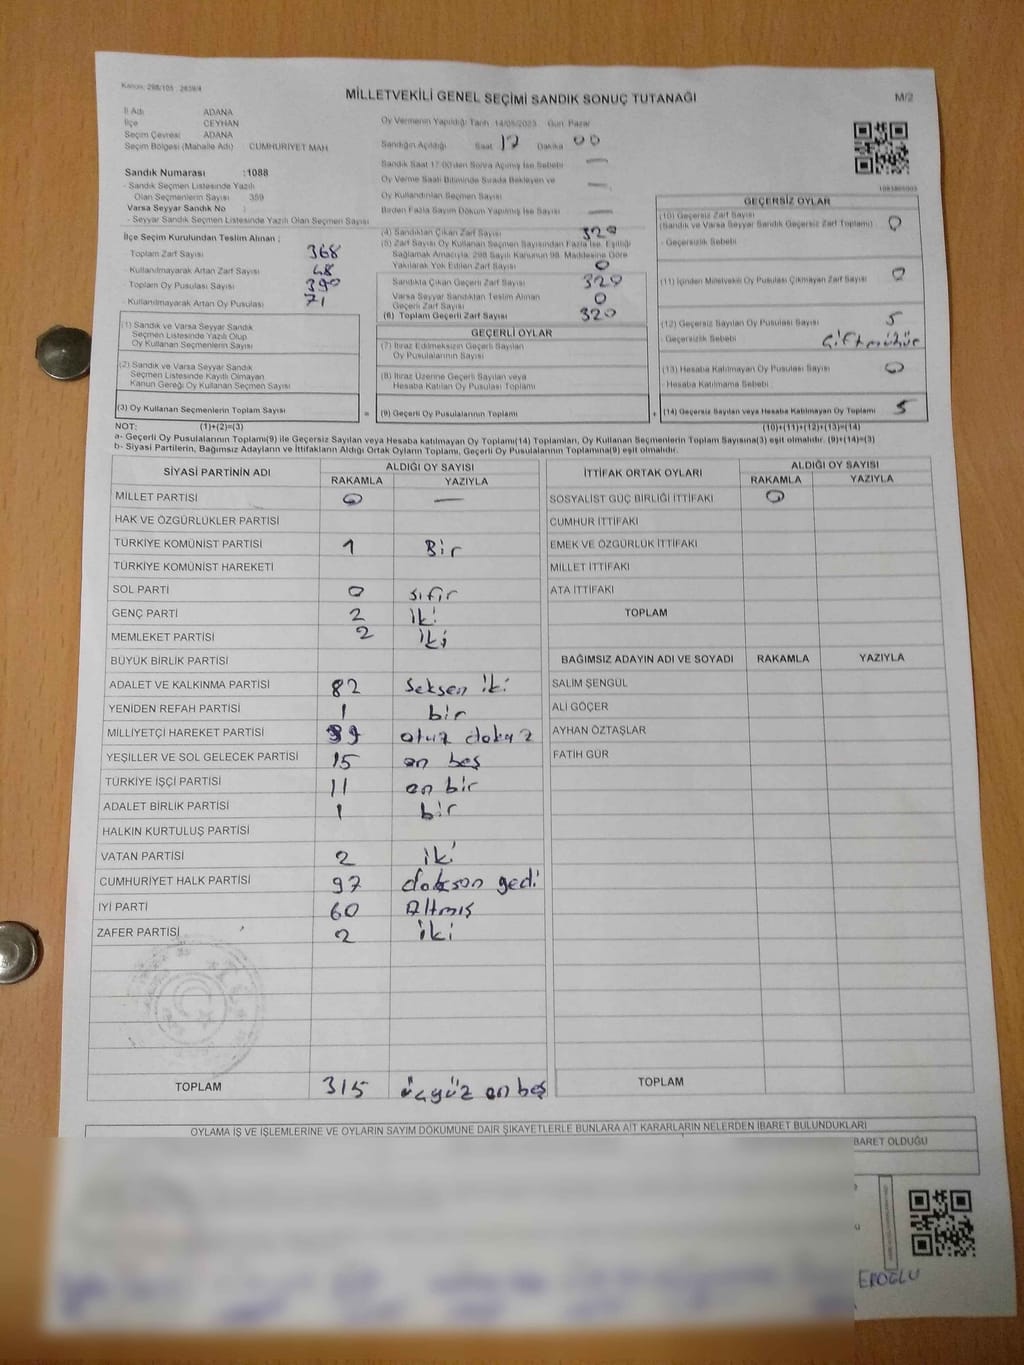 Kanun: 298/105 : 2839/4
MİLLETVEKİLİ GENEL SEÇİMİ SANDIK SONUÇ TUTANAĞI
M/2
İl Adı ADANA
İlçe CEYHAN
Seçim Çevresi ADANA
Seçim Bölgesi (Mahalle Adı) CUMHURİYET MAH.
Oy Vermenin Yapıldığı Tarih 14/05/2023 Gün: Pazar
Sandığın Açıldığı Saat 17 Dakika 00
Sandık Saat 17:00'den Sonra Açılmış İse Sebebi —
Oy Verme Saati Bitiminde Sırada Bekleyen ve
Oy Kullandırılan Seçmen Sayısı —
Birden Fazla Sayım Döküm Yapılmış İse Sayısı —
Sandık Numarası :1088
- Sandık Seçmen Listesinde Yazılı
Olan Seçmenlerin Sayısı 359
Varsa Seyyar Sandık No :
- Seyyar Sandık Seçmen Listesinde Yazılı Olan Seçmen Sayısı
İlçe Seçim Kurulundan Teslim Alınan :
Toplam Zarf Sayısı 368
- Kullanılmayarak Artan Zarf Sayısı 48
Toplam Oy Pusulası Sayısı 390
- Kullanılmayarak Artan Oy Pusulası 71
(4) Sandıktan Çıkan Zarf Sayısı 320
(5) Zarf Sayısı Oy Kullanan Seçmen Sayısından Fazla İse, Eşitliği
Sağlamak Amacıyla, 298 Sayılı Kanunun 98. Maddesine Göre
Yakılarak Yok Edilen Zarf Sayısı 0
Sandıkta Çıkan Geçerli Zarf Sayısı 320
Varsa Seyyar Sandıktan Teslim Alınan
Geçerli Zarf Sayısı 0
(6) Toplam Geçerli Zarf Sayısı 320
GEÇERSİZ OYLAR
(10) Geçersiz Zarf Sayısı
(Sandık ve Varsa Seyyar Sandık Geçersiz Zarf Toplamı) 0
- Geçersizlik Sebebi
(11) İçinden Milletvekili Oy Pusulası Çıkmayan Zarf Sayısı 0
(12) Geçersiz Sayılan Oy Pusulası Sayısı 5
- Geçersizlik Sebebi Çift mühür
(13) Hesaba Katılmayan Oy Pusulası Sayısı 0
- Hesaba Katılmama Sebebi
(14) Geçersiz Sayılan veya Hesaba Katılmayan Oy Toplamı 5
(1) Sandık ve Varsa Seyyar Sandık
Seçmen Listesinde Yazılı Olup
Oy Kullanan Seçmenlerin Sayısı
(2) Sandık ve Varsa Seyyar Sandık
Seçmen Listesinde Kayıtlı Olmayan
Kanun Gereği Oy Kullanan Seçmen Sayısı
(3) Oy Kullanan Seçmenlerin Toplam Sayısı
=
GEÇERLİ OYLAR
(7) İtiraz Edilmeksizin Geçerli Sayılan
Oy Pusulalarının Sayısı
(8) İtiraz Üzerine Geçerli Sayılan veya
Hesaba Katılan Oy Pusulası Toplamı
(9) Geçerli Oy Pusulalarının Toplamı
+
NOT: (1)+(2)=(3) (10)+(11)+(12)+(13)=(14)
a- Geçerli Oy Pusulalarının Toplamı(9) ile Geçersiz Sayılan veya Hesaba katılmayan Oy Toplamı(14) Toplamları, Oy Kullanan Seçmenlerin Toplam Sayısına(3) eşit olmalıdır. (9)+(14)=(3)
b- Siyasi Partilerin, Bağımsız Adayların ve İttifakların Aldığı Ortak Oyların Toplamı, Geçerli Oy Pusulalarının Toplamına(9) eşit olmalıdır.
SİYASİ PARTİNİN ADI ALDIĞI OY SAYISI
RAKAMLA YAZIYLA
MİLLET PARTİSİ 0 —
HAK VE ÖZGÜRLÜKLER PARTİSİ
TÜRKİYE KOMÜNİST PARTİSİ 1 Bir
TÜRKİYE KOMÜNİST HAREKETİ
SOL PARTİ 0 sıfır
GENÇ PARTİ 2 iki
MEMLEKET PARTİSİ 2 iki
BÜYÜK BİRLİK PARTİSİ
ADALET VE KALKINMA PARTİSİ 82 Seksen iki
YENİDEN REFAH PARTİSİ 1 bir
MİLLİYETÇİ HAREKET PARTİSİ 39 otuz dokuz
YEŞİLLER VE SOL GELECEK PARTİSİ 15 on beş
TÜRKİYE İŞÇİ PARTİSİ 11 on bir
ADALET BİRLİK PARTİSİ 1 bir
HALKIN KURTULUŞ PARTİSİ
VATAN PARTİSİ 2 iki
CUMHURİYET HALK PARTİSİ 97 doksan yedi
İYİ PARTİ 60 Altmış
ZAFER PARTİSİ 2 iki
TOPLAM 315 üçyüz on beş
İTTİFAK ORTAK OYLARI ALDIĞI OY SAYISI
RAKAMLA YAZIYLA
SOSYALİST GÜÇ BİRLİĞİ İTTİFAKI 0
CUMHUR İTTİFAKI
EMEK VE ÖZGÜRLÜK İTTİFAKI
MİLLET İTTİFAKI
ATA İTTİFAKI
TOPLAM
BAĞIMSIZ ADAYIN ADI VE SOYADI RAKAMLA YAZIYLA
SALİM ŞENGÜL
ALİ GÖÇER
AYHAN ÖZTAŞLAR
FATİH GÜR
TOPLAM
OYLAMA İŞ VE İŞLEMLERİNE VE OYLARIN SAYIM DÖKÜMÜNE DAİR ŞİKAYETLERLE BUNLARA AİT KARARLARIN NELERDEN İBARET BULUNDUKLARI
İBARET OLDUĞU
EROĞLU